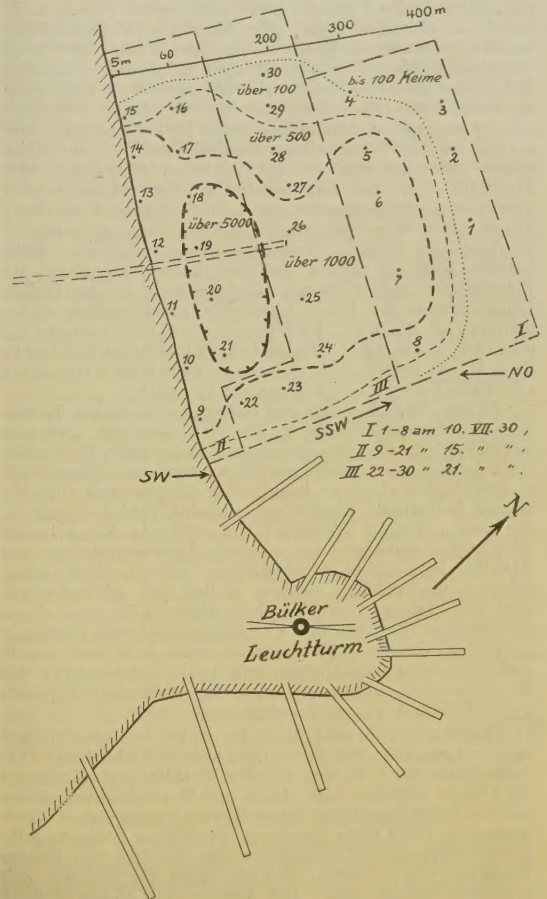 5m 60 200 300 400m
30
über 100
bis 100 Keime
4
3
15 16 29
über 500
14 17 28 5 2
13 18 27 6
über 5000
26
1
12 19
über 1000
20 25 7
11
21 24 8
I
10
NO
III
22 23
9
SSW
II
I 1-8 am 10. VII. 30,
II 9-21 " 15. " ",
III 22-30 " 21. " ".
SW
N
Bülker
Leuchtturm